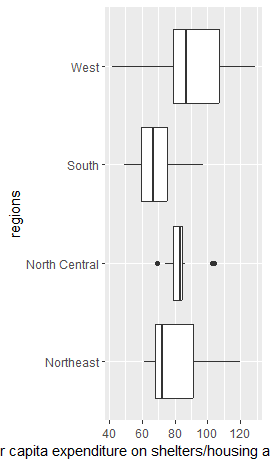 West
South
North Central
Northeast
regions
40 60 80 100 120
r capita expenditure on shelters/housing a